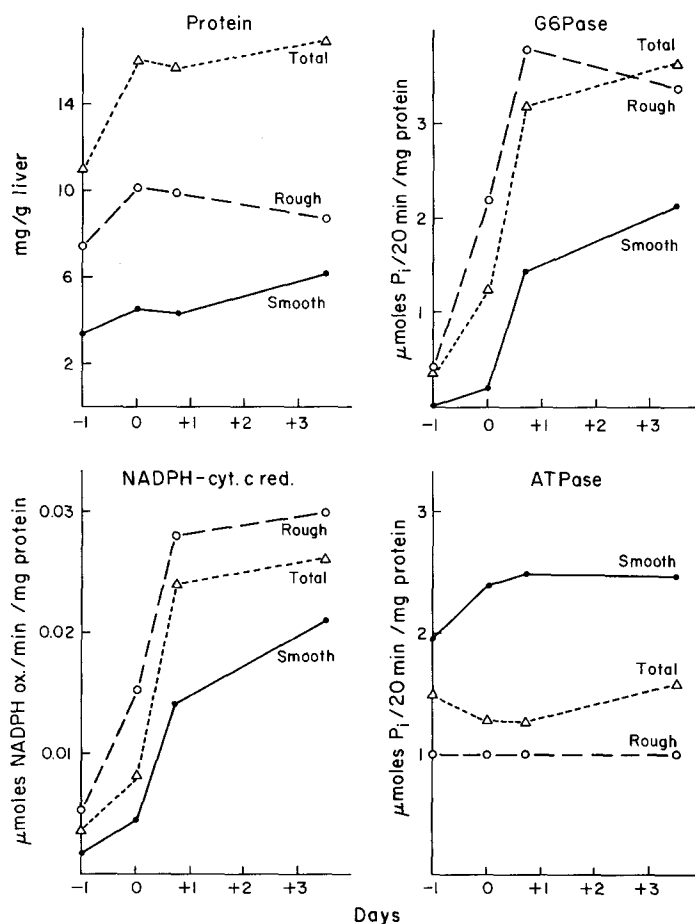 Protein
mg/g liver
14
10
6
2
Total
Rough
Smooth
-1 0 +1 +2 +3
G6Pase
μmoles Pi/20 min/mg protein
3
2
1
Total
Rough
Smooth
-1 0 +1 +2 +3
NADPH-cyt. c red.
μmoles NADPH ox./min/mg protein
0.03
0.02
0.01
Rough
Total
Smooth
-1 0 +1 +2 +3
ATPase
μmoles Pi/20 min/mg protein
3
2
1
Smooth
Total
Rough
-1 0 +1 +2 +3
Days